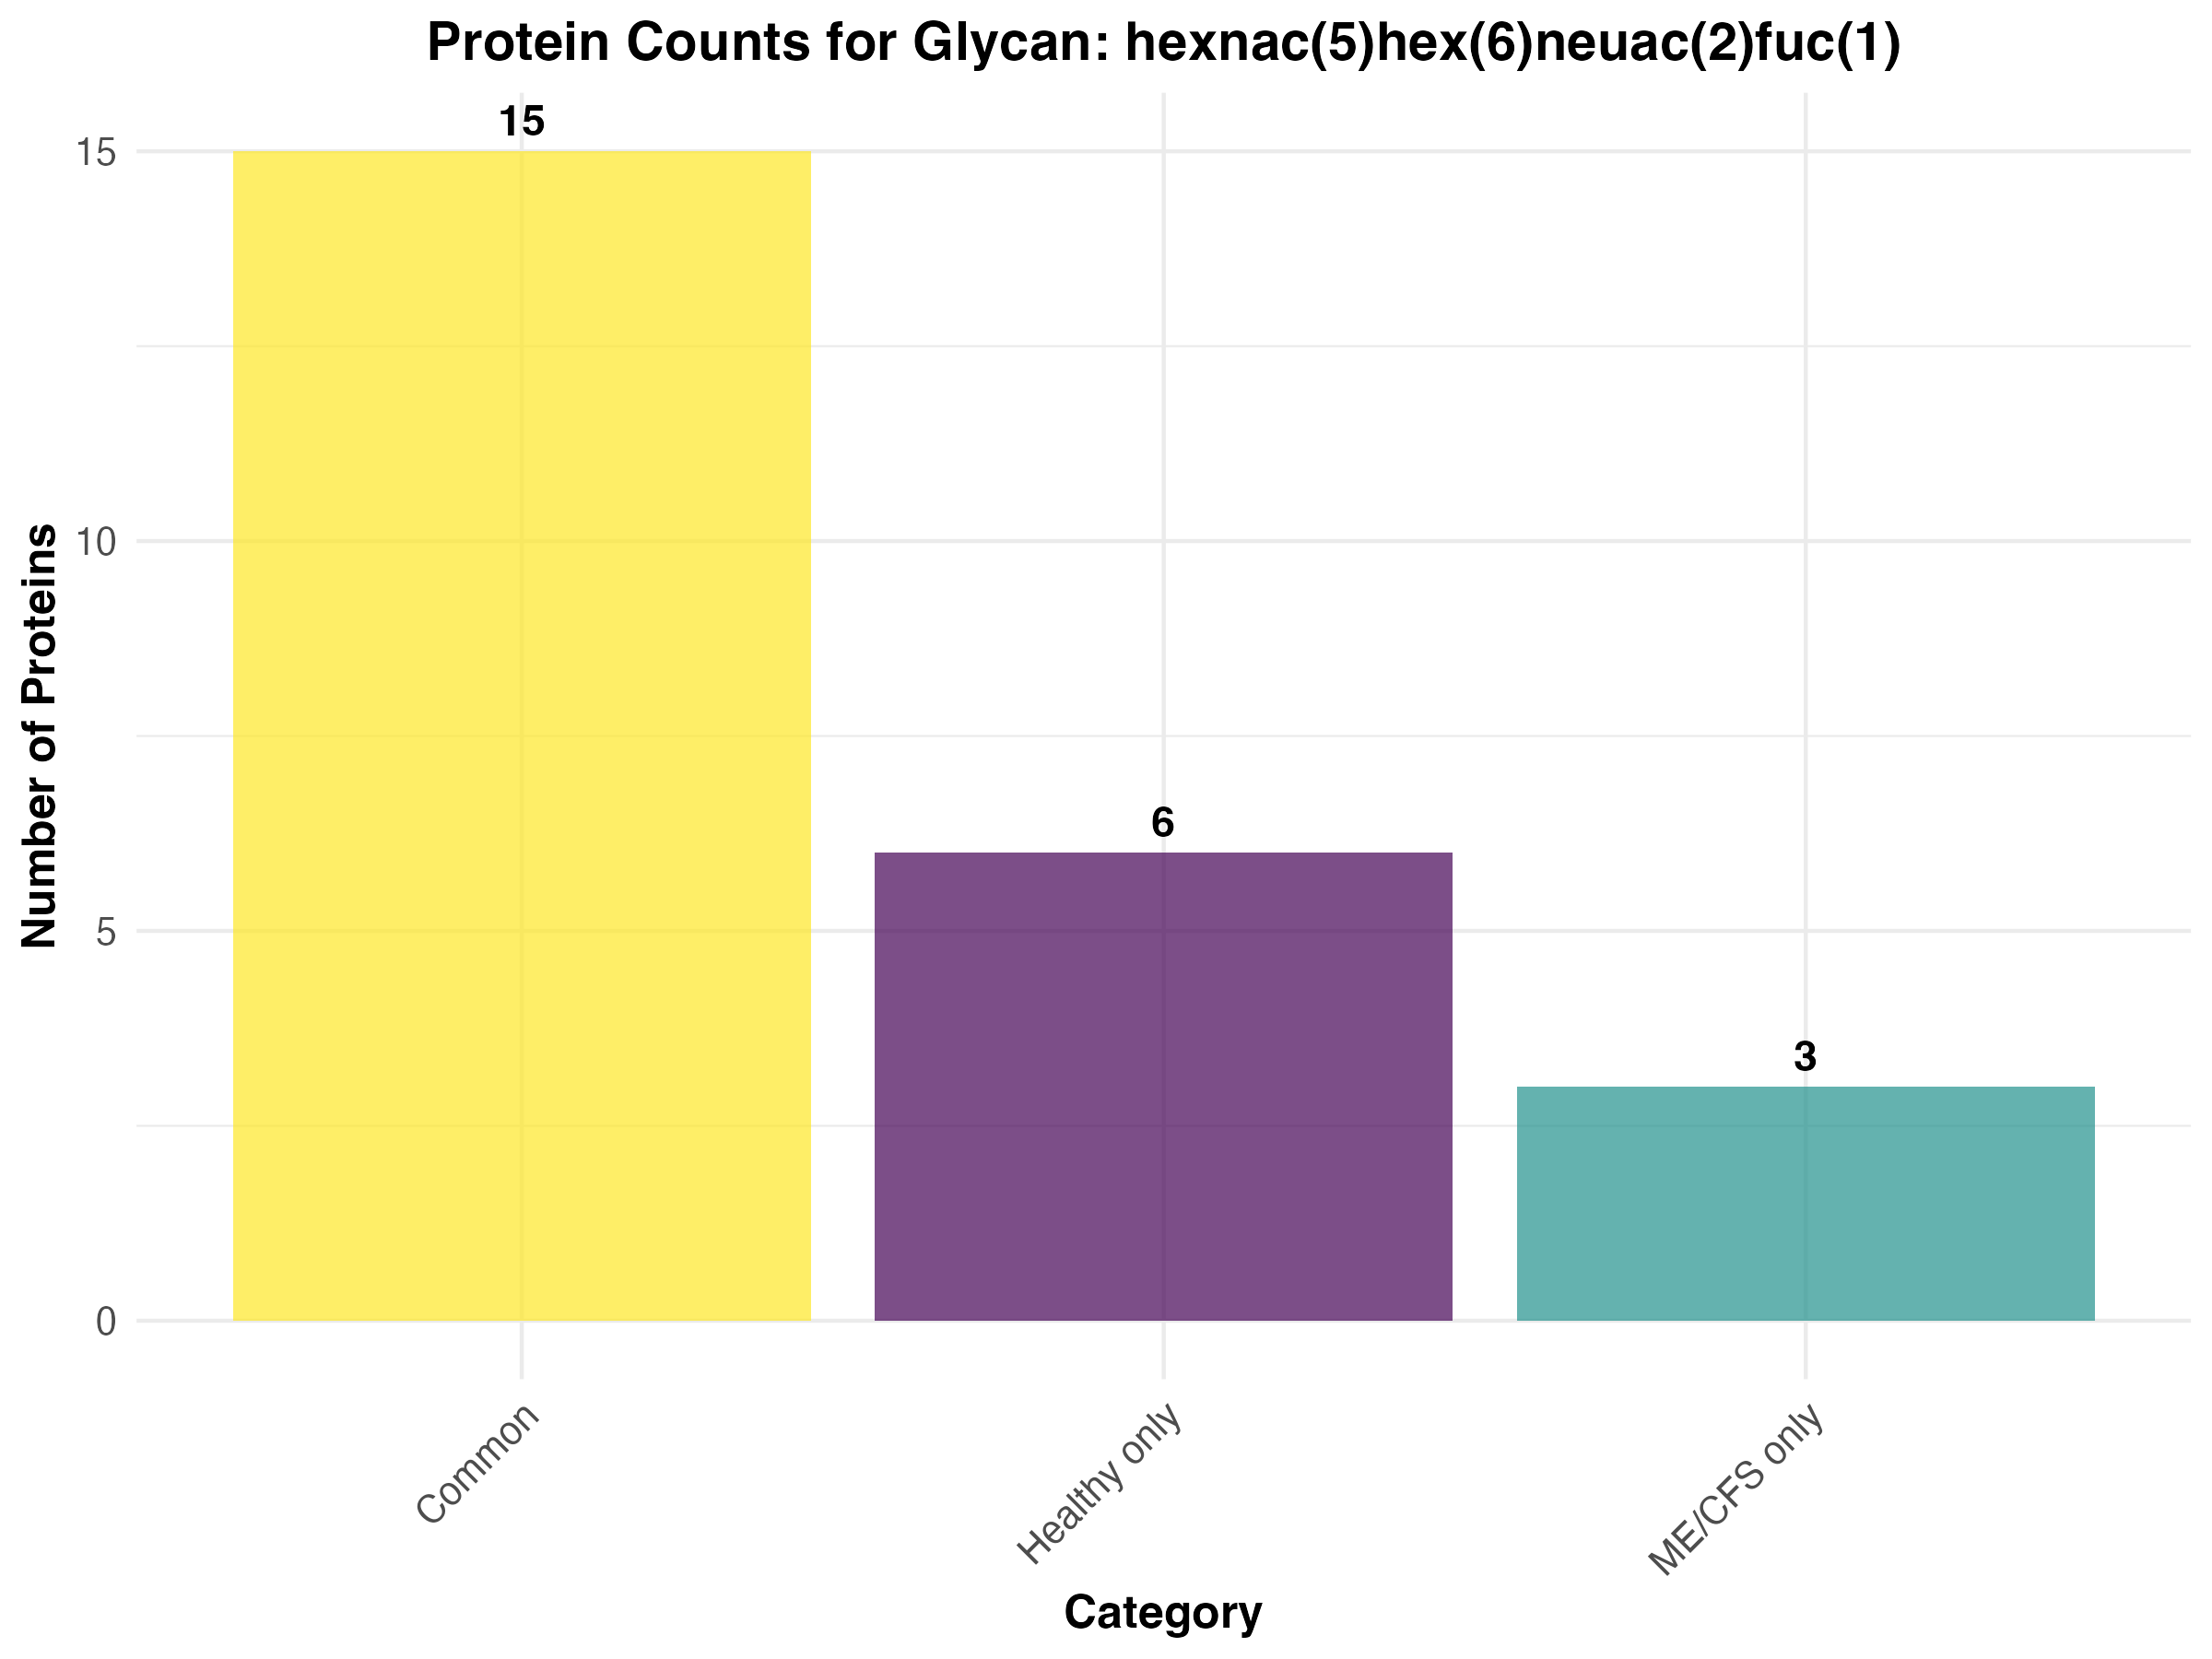 Protein Counts for Glycan: hexnac(5)hex(6)neuac(2)fuc(1)
15
15
10
5
0
6
3
Number of Proteins
Common
Healthy only
ME/CFS only
Category